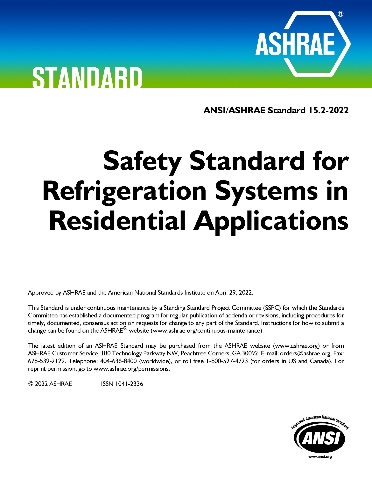 ASHRAE®
STANDARD
ANSI/ASHRAE Standard 15.2-2022
Safety Standard for
Refrigeration Systems in
Residential Applications
Approved by ASHRAE and the American National Standards Institute on April 29, 2022.
This Standard is under continuous maintenance by a Standing Standard Project Committee (SSPC) for which the Standards
Committee has established a documented program for regular publication of addenda or revisions, including procedures for
timely, documented, consensus action on requests for change to any part of the Standard. Instructions for how to submit a
change can be found on the ASHRAE® website (www.ashrae.org/continuous-maintenance).
The latest edition of an ASHRAE Standard may be purchased from the ASHRAE website (www.ashrae.org) or from
ASHRAE Customer Service, 180 Technology Parkway NW, Peachtree Corners, GA 30092. E-mail: orders@ashrae.org. Fax:
678-539-2129. Telephone: 404-636-8400 (worldwide), or toll free 1-800-527-4723 (for orders in US and Canada). For
reprint permission, go to www.ashrae.org/permissions.
© 2022 ASHRAE ISSN 1041-2336
ANSI
www.ansi.org